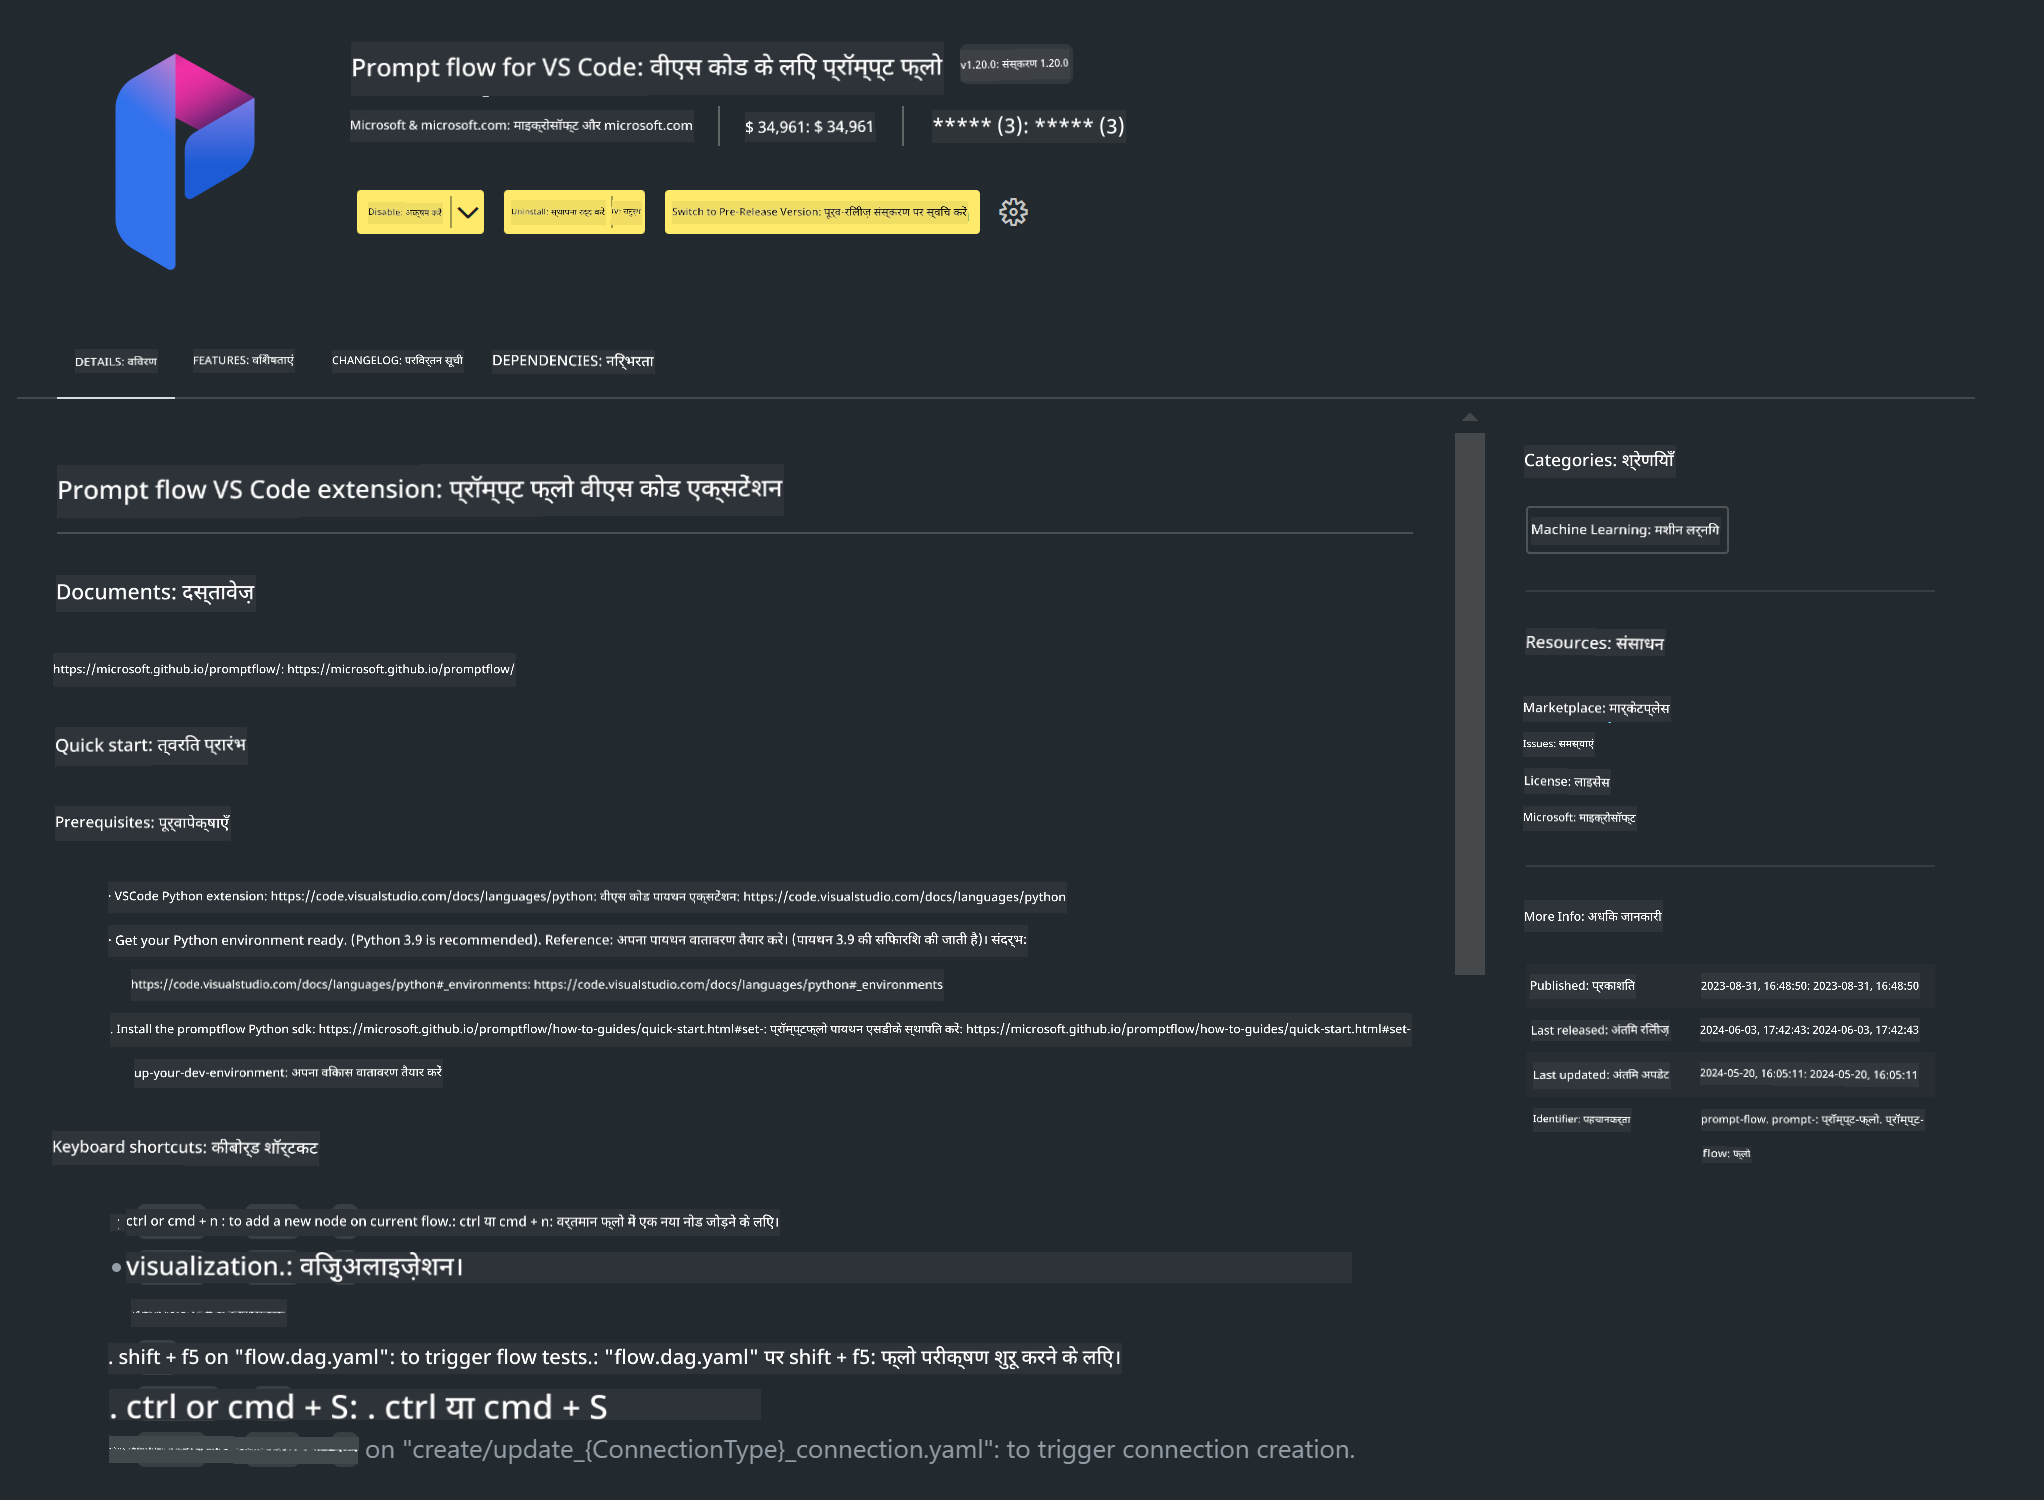 Prompt flow for VS Code: वीएस कोड के लिए प्रॉम्प्ट फ्लो
v1.20.0: संस्करण 1.20.0
Microsoft & microsoft.com: माइक्रोसॉफ्ट और microsoft.com
$ 34,961: $ 34,961
***** (3): ***** (3)
Disable: अक्षम करें
Uninstall: स्थापना रद्द करें
Switch to Pre-Release Version: पूर्व-रिलीज़ संस्करण पर स्विच करें
DETAILS: विवरण
FEATURES: विशेषताएं
CHANGELOG: परिवर्तन सूची
DEPENDENCIES: निर्भरता
Prompt flow VS Code extension: प्रॉम्प्ट फ्लो वीएस कोड एक्सटेंशन
Documents: दस्तावेज़
https://microsoft.github.io/promptflow/: https://microsoft.github.io/promptflow/
Quick start: त्वरित प्रारंभ
Prerequisites: पूर्वापेक्षाएँ
· VSCode Python extension: https://code.visualstudio.com/docs/languages/python: वीएस कोड पायथन एक्सटेंशन: https://code.visualstudio.com/docs/languages/python
· Get your Python environment ready. (Python 3.9 is recommended). Reference: अपना पायथन वातावरण तैयार करें। (पायथन 3.9 की सिफारिश की जाती है)। संदर्भ:
https://code.visualstudio.com/docs/languages/python#_environments: https://code.visualstudio.com/docs/languages/python#_environments
. Install the promptflow Python sdk: https://microsoft.github.io/promptflow/how-to-guides/quick-start.html#set-: प्रॉम्प्टफ्लो पायथन एसडीके स्थापित करें: https://microsoft.github.io/promptflow/how-to-guides/quick-start.html#set-
up-your-dev-environment: अपना विकास वातावरण तैयार करें
Keyboard shortcuts: कीबोर्ड शॉर्टकट
ctrl or cmd + n : to add a new node on current flow.: ctrl या cmd + n: वर्तमान फ्लो में एक नया नोड जोड़ने के लिए।
visualization.: विज़ुअलाइज़ेशन।
. shift + f5 on "flow.dag.yaml": to trigger flow tests.: "flow.dag.yaml" पर shift + f5: फ्लो परीक्षण शुरू करने के लिए।
. ctrl or cmd + S: . ctrl या cmd + S
on "create/update_{ConnectionType}_connection.yaml": to trigger connection creation.
Categories: श्रेणियाँ
Machine Learning: मशीन लर्निंग
Resources: संसाधन
Marketplace: मार्केटप्लेस
Issues: समस्याएं
License: लाइसेंस
Microsoft: माइक्रोसॉफ्ट
More Info: अधिक जानकारी
Published: प्रकाशित
2023-08-31, 16:48:50: 2023-08-31, 16:48:50
Last released: अंतिम रिलीज़
2024-06-03, 17:42:43: 2024-06-03, 17:42:43
Last updated: अंतिम अपडेट
2024-05-20, 16:05:11: 2024-05-20, 16:05:11
Identifier: पहचानकर्ता
prompt-flow. prompt-: प्रॉम्प्ट-फ्लो. प्रॉम्प्ट-
flow: फ्लो